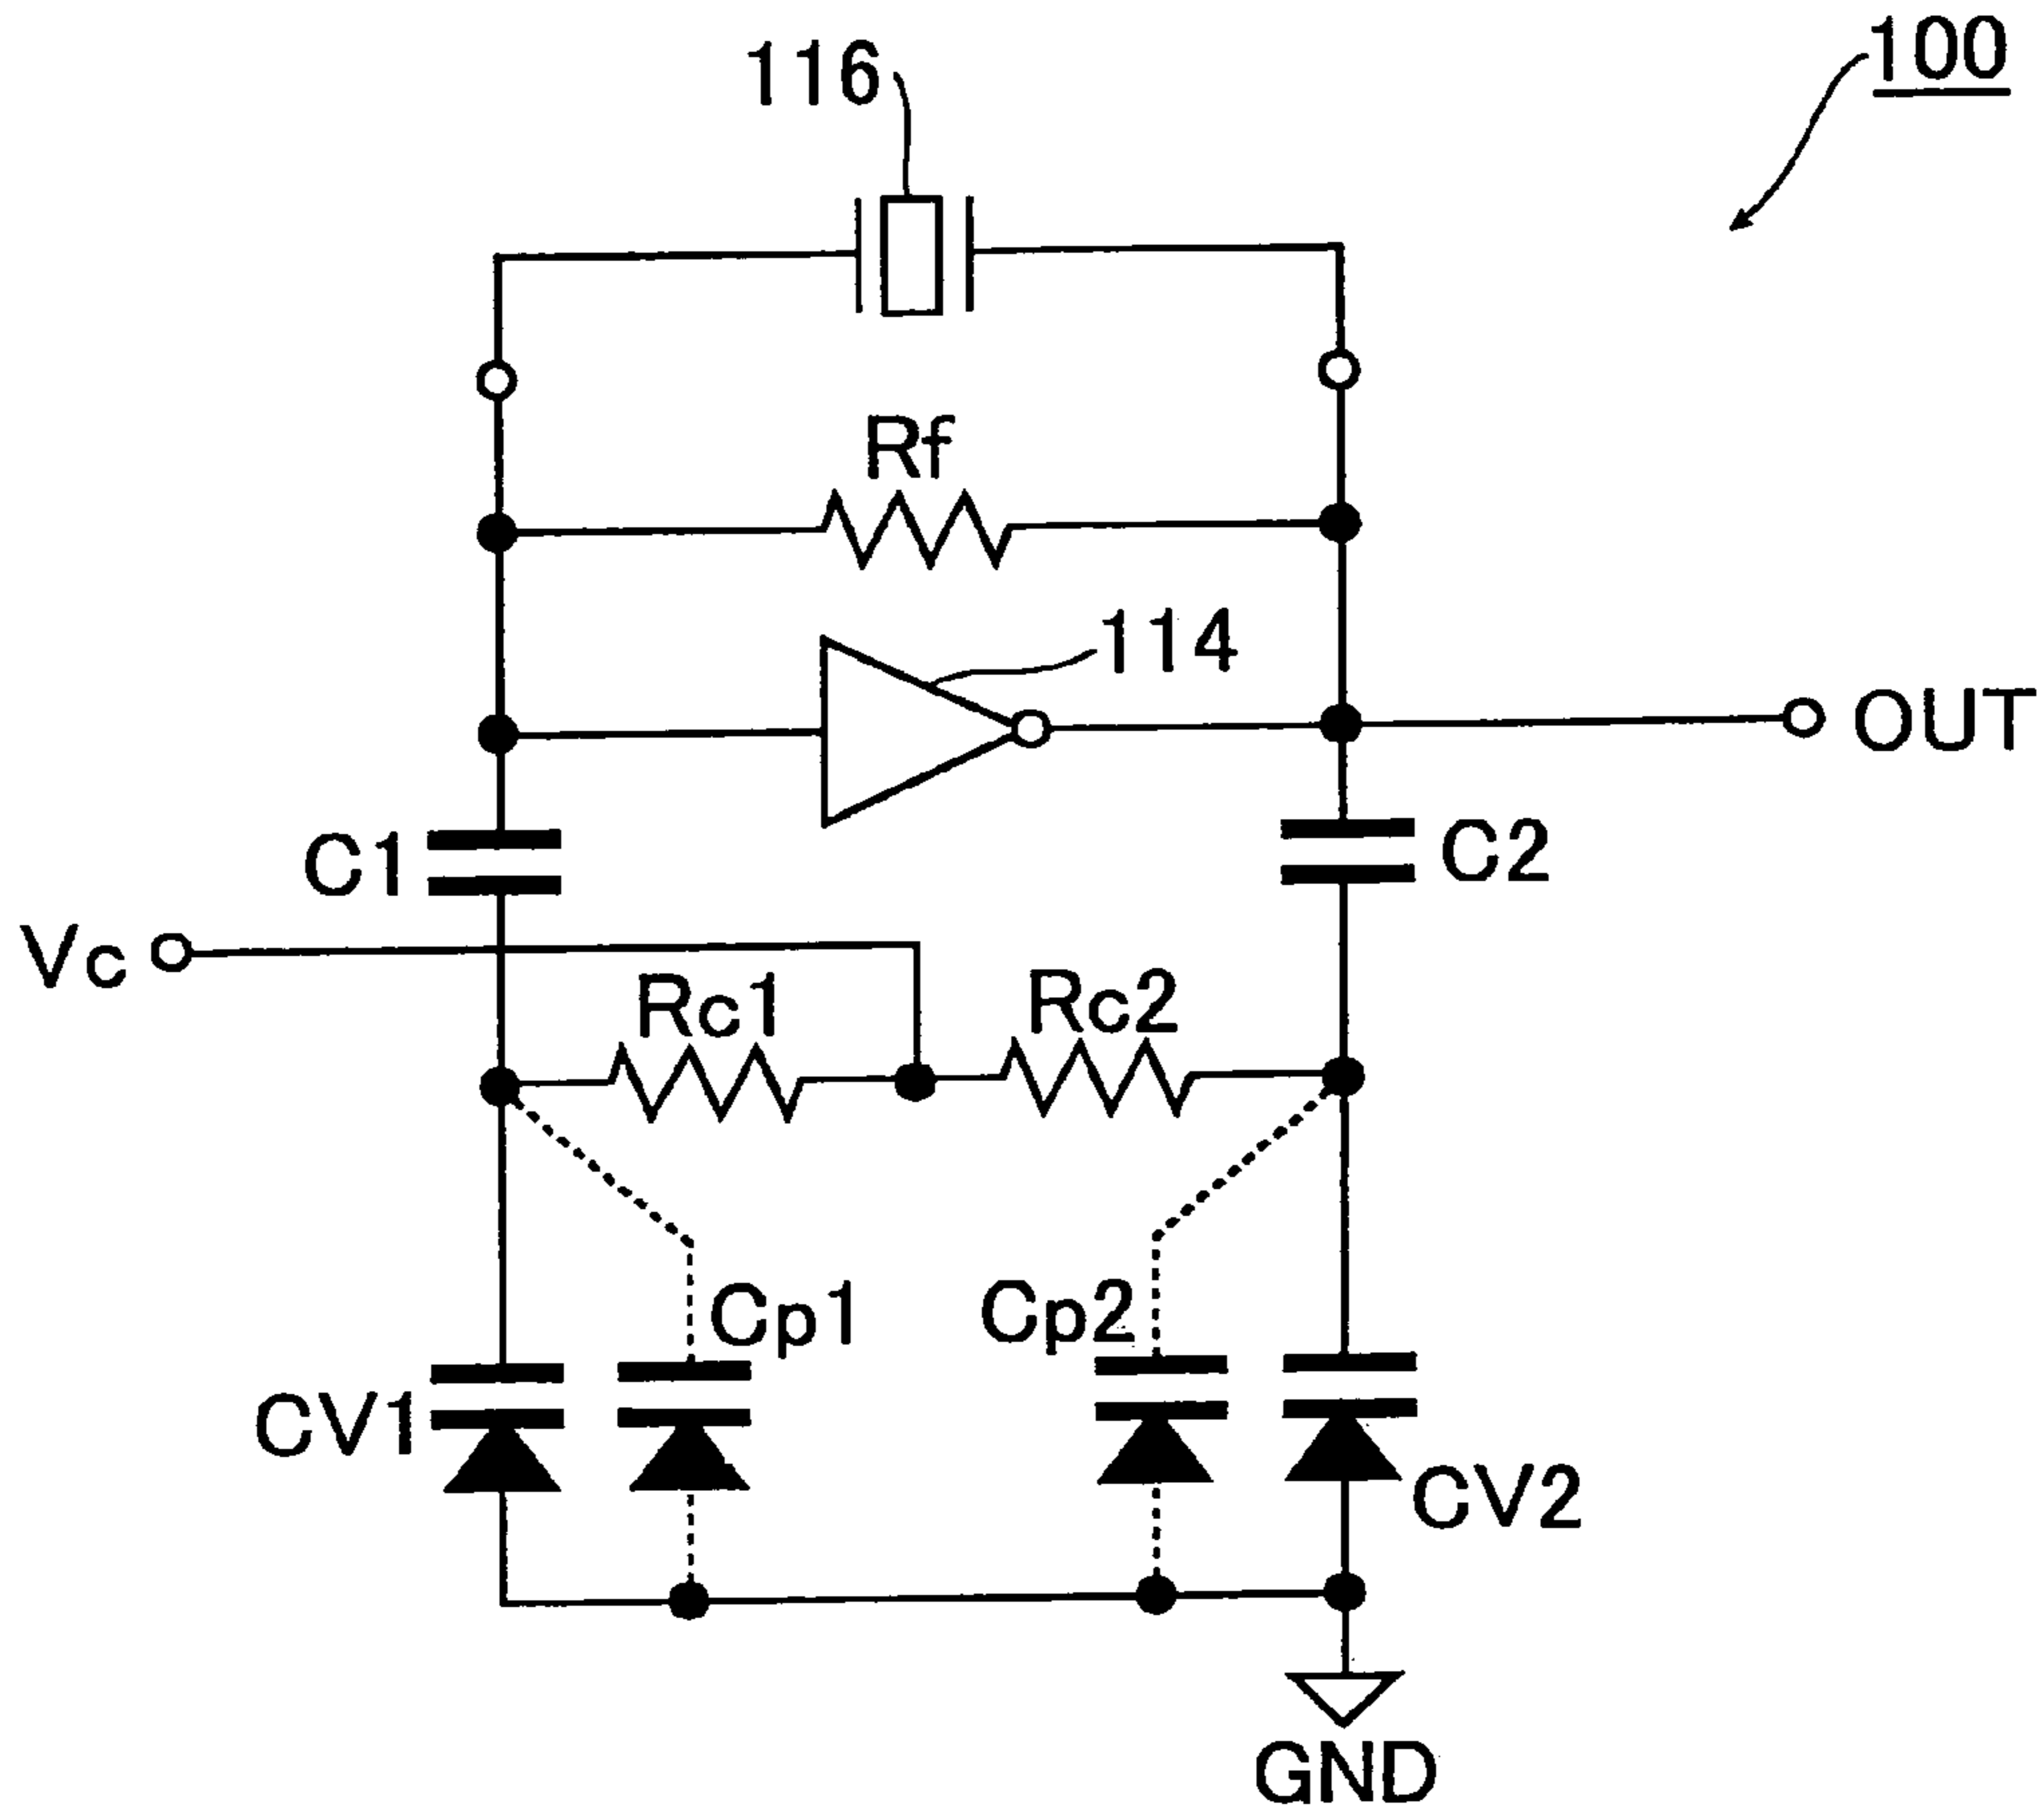 100
116
Rf
114
OUT
C1
C2
Vc
Rc1
Rc2
Cp1
Cp2
CV1
CV2
GND